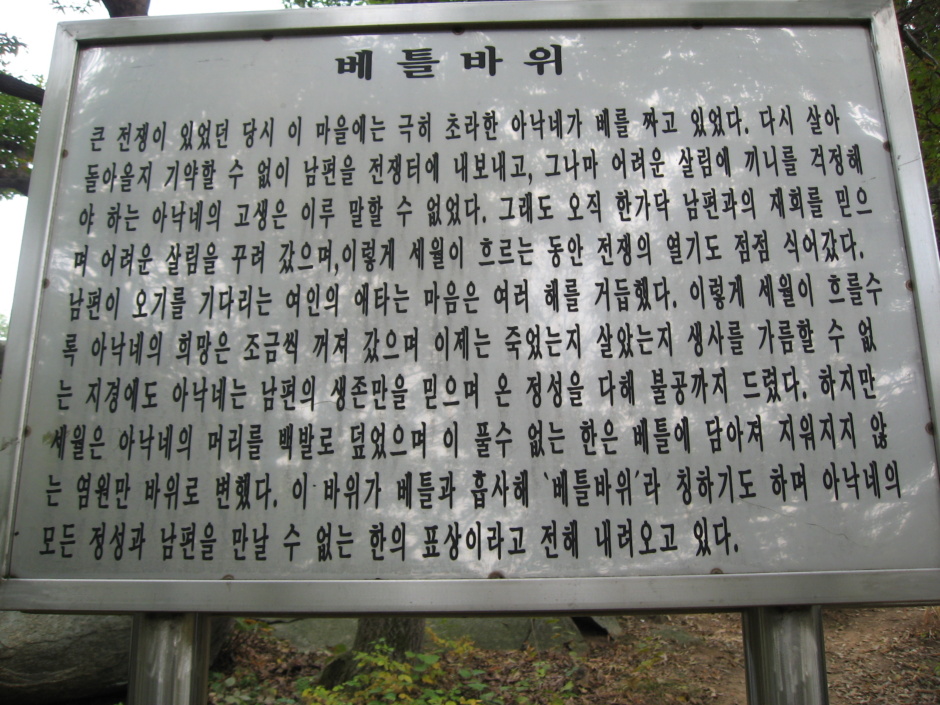 베틀바위
큰 전쟁이 있었던 당시 이 마을에는 극히 초라한 아낙네가 베를 짜고 있었다. 다시 살아
돌아올지 기약할 수 없이 남편을 전쟁터에 내보내고, 그나마 어려운 살림에 끼니를 걱정해
야 하는 아낙네의 고생은 이루 말할 수 없었다. 그래도 오직 한가닥 남편과의 재회를 믿으
며 어려운 살림을 꾸려 갔으며,이렇게 세월이 흐르는 동안 전쟁의 열기도 점점 식어갔다.
남편이 오기를 기다리는 여인의 애타는 마음은 여러 해를 거듭했다. 이렇게 세월이 흐를수
록 아낙네의 희망은 조금씩 꺼져 갔으며 이제는 죽었는지 살았는지 생사를 가름할 수 없
는 지경에도 아낙네는 남편의 생존만을 믿으며 온 정성을 다해 불공까지 드렸다. 하지만
세월은 아낙네의 머리를 백발로 덮었으며 이 풀수 없는 한은 베틀에 담아져 지워지지 않
는 염원만 바위로 변했다. 이 바위가 베틀과 흡사해 '베틀바위'라 칭하기도 하며 아낙네의
모든 정성과 남편을 만날 수 없는 한의 표상이라고 전해 내려오고 있다.